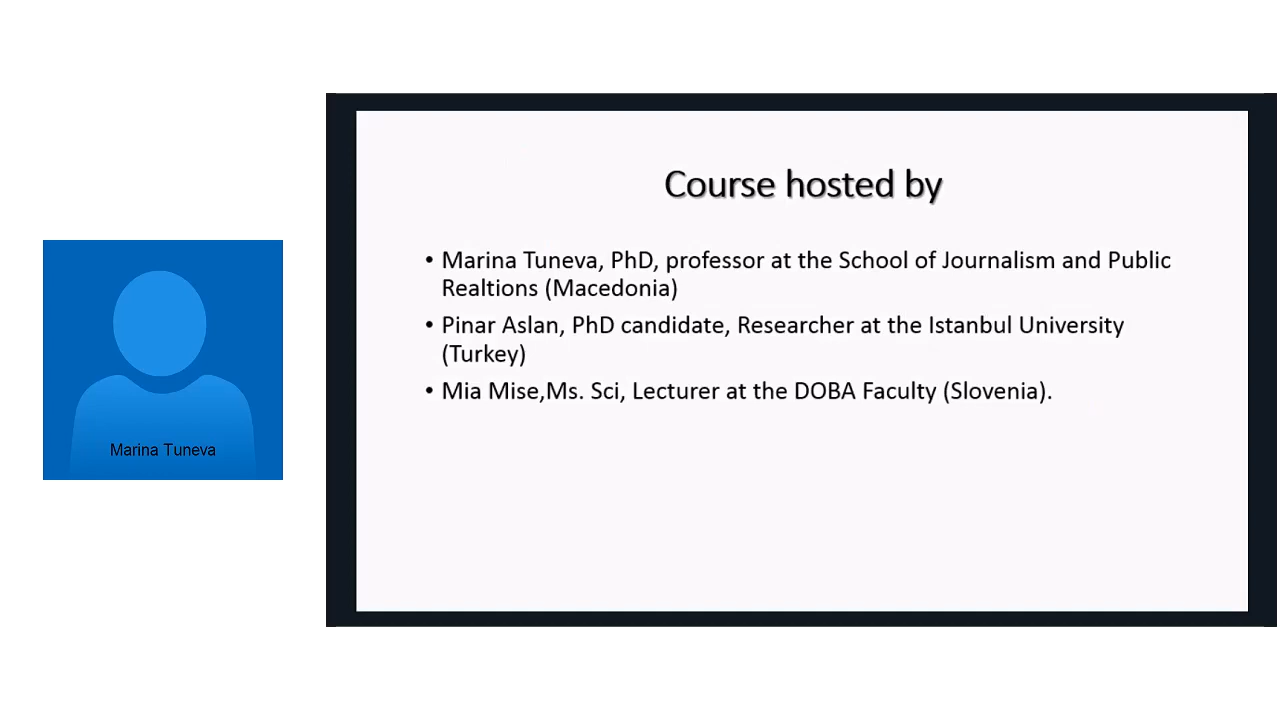 Course hosted by
• Marina Tuneva, PhD, professor at the School of Journalism and Public
Realtions (Macedonia)
• Pinar Aslan, PhD candidate, Researcher at the Istanbul University
(Turkey)
• Mia Mise,Ms. Sci, Lecturer at the DOBA Faculty (Slovenia).
Marina Tuneva